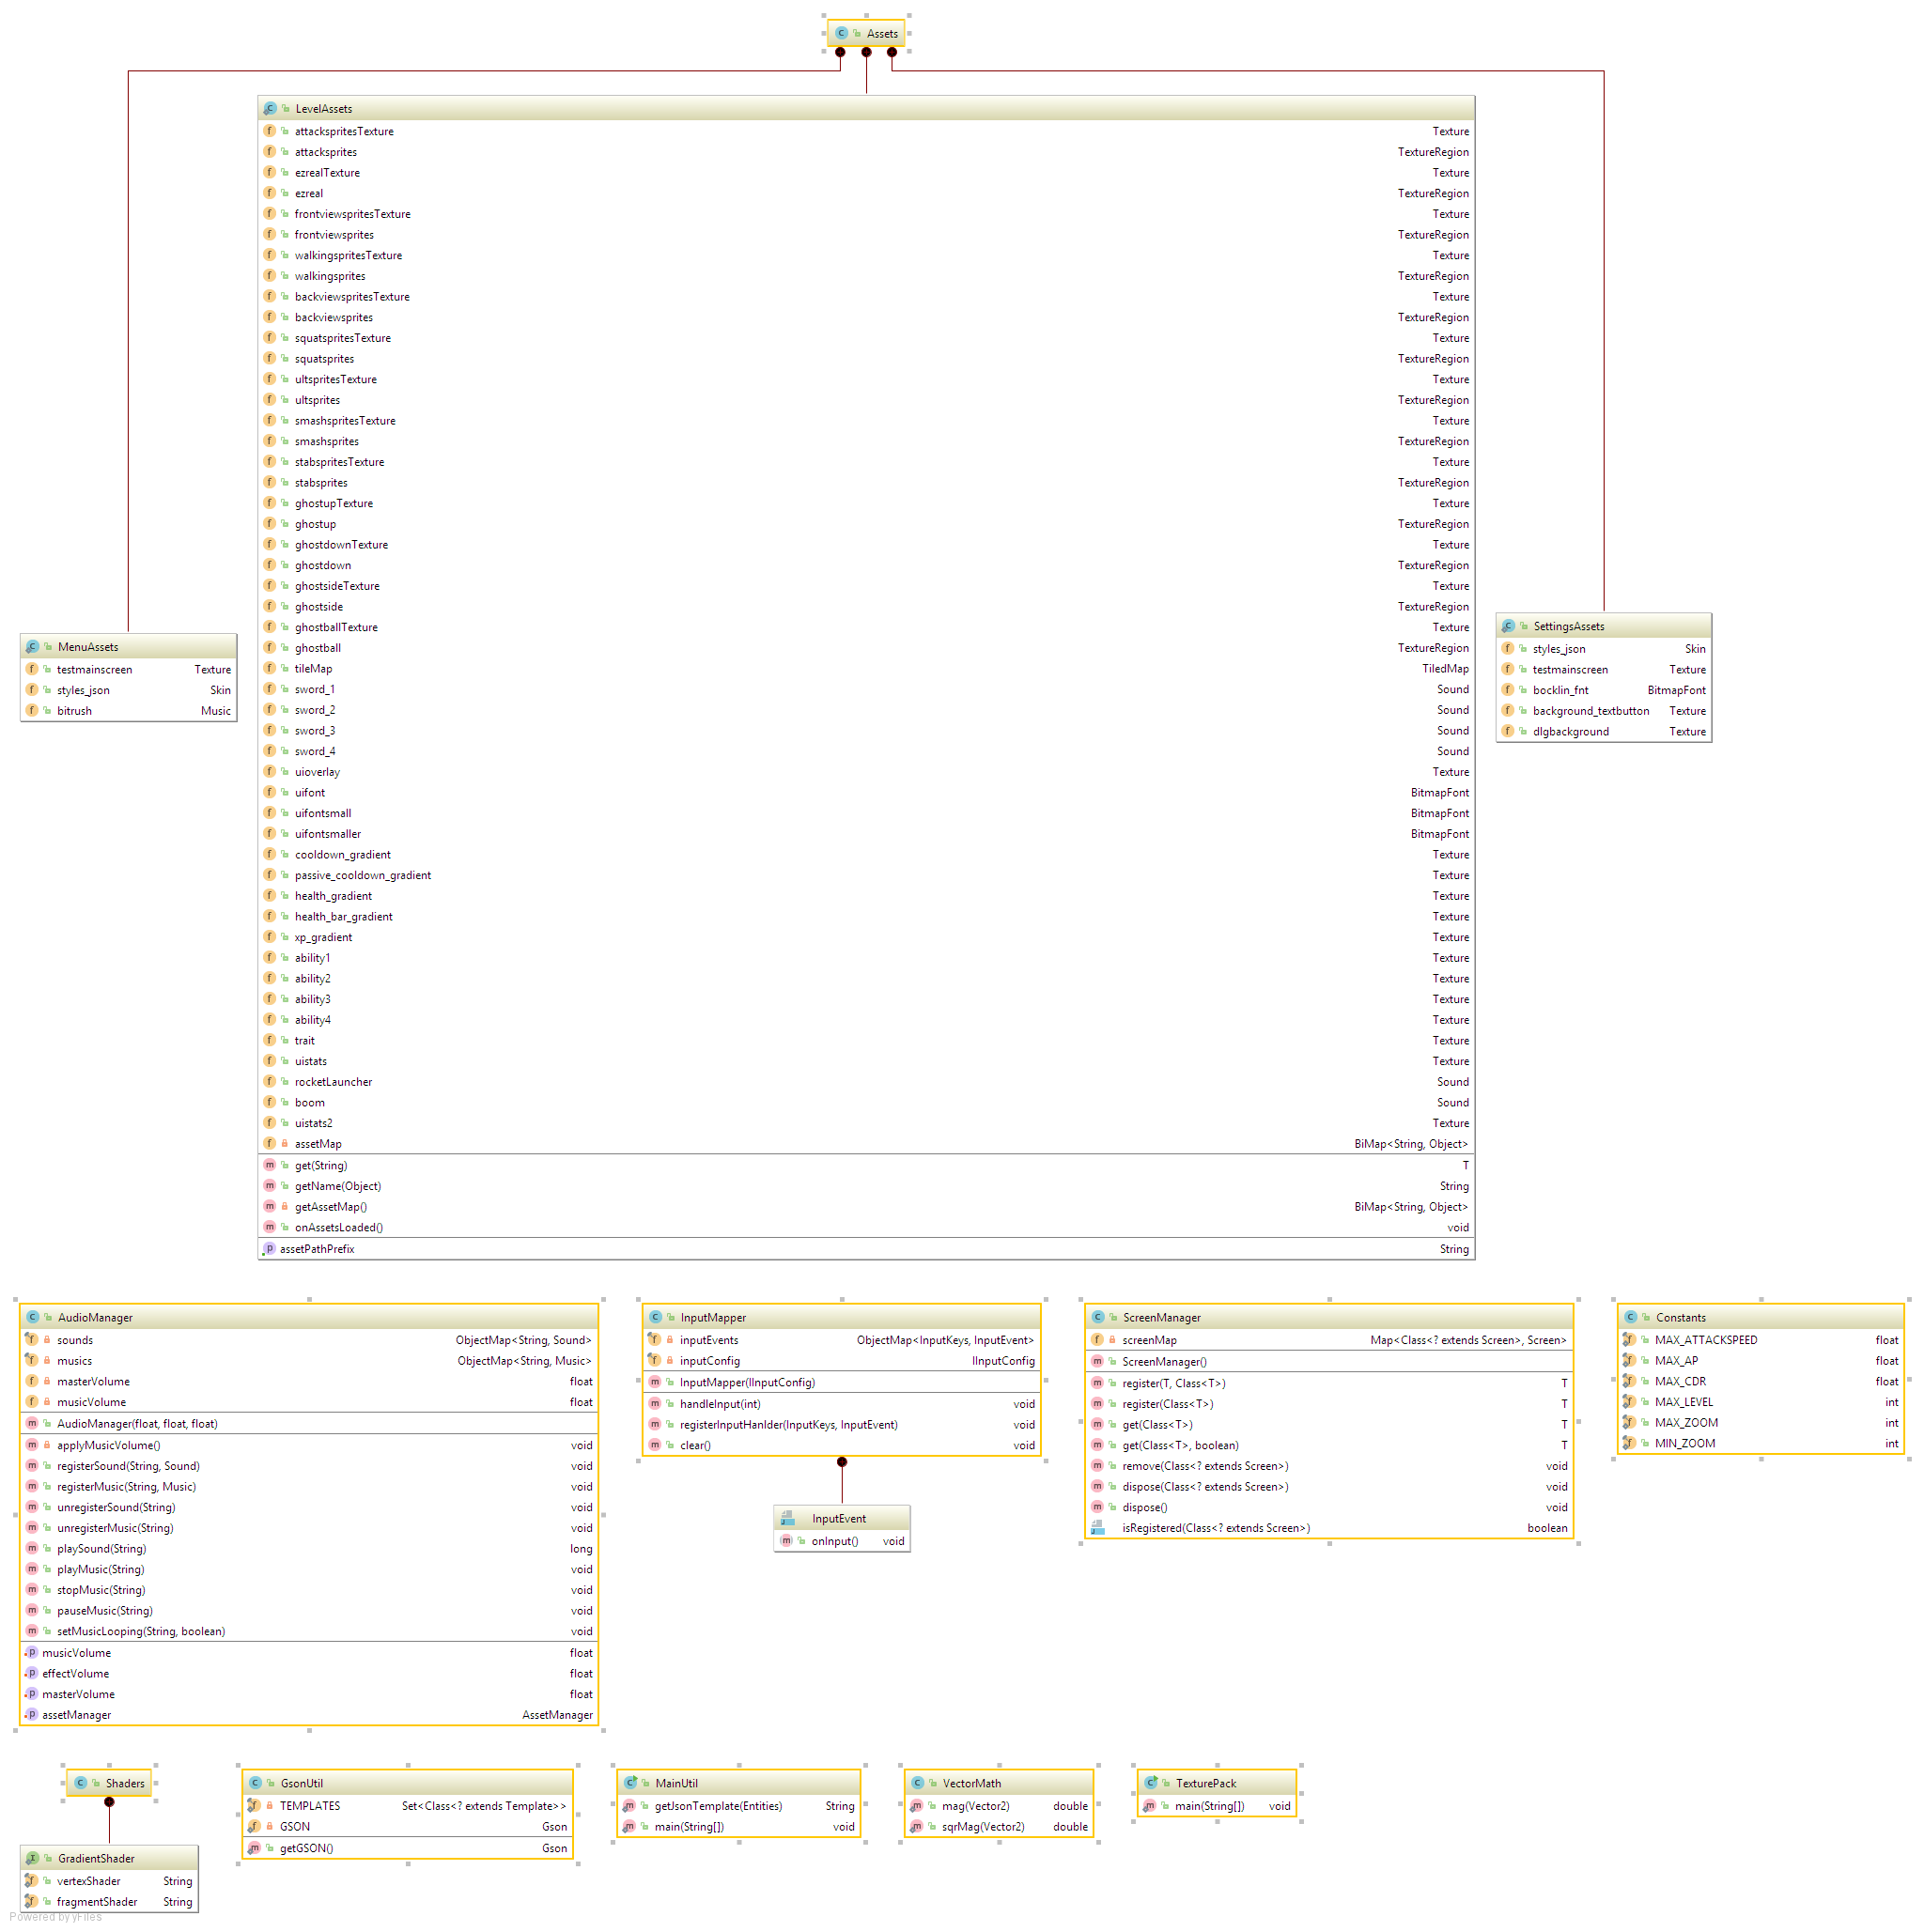 Assets
LevelAssets
attackspritesTexture Texture
attacksprites TextureRegion
ezrealTexture Texture
ezreal TextureRegion
frontviewspritesTexture Texture
frontviewsprites TextureRegion
walkingspritesTexture Texture
walkingsprites TextureRegion
backviewspritesTexture Texture
backviewsprites TextureRegion
squatspritesTexture Texture
squatsprites TextureRegion
ultspritesTexture Texture
ultsprites TextureRegion
smashspritesTexture Texture
smashsprites TextureRegion
stabspritesTexture Texture
stabsprites TextureRegion
ghostupTexture Texture
ghostup TextureRegion
ghostdownTexture Texture
ghostdown TextureRegion
ghostsideTexture Texture
ghostside TextureRegion
ghostballTexture Texture
ghostball TextureRegion
tileMap TiledMap
sword_1 Sound
sword_2 Sound
sword_3 Sound
sword_4 Sound
uioverlay Texture
uifont BitmapFont
uifontsmall BitmapFont
uifontsmaller BitmapFont
cooldown_gradient Texture
passive_cooldown_gradient Texture
health_gradient Texture
health_bar_gradient Texture
xp_gradient Texture
ability1 Texture
ability2 Texture
ability3 Texture
ability4 Texture
trait Texture
uistats Texture
rocketLauncher Sound
boom Sound
uistats2 Texture
assetMap BiMap<String, Object>
get(String) T
getName(Object) String
getAssetMap() BiMap<String, Object>
onAssetsLoaded() void
assetPathPrefix String
MenuAssets
testmainscreen Texture
styles_json Skin
bitrush Music
SettingsAssets
styles_json Skin
testmainscreen Texture
bocklin_fnt BitmapFont
background_textbutton Texture
dlgbackground Texture
AudioManager
sounds ObjectMap<String, Sound>
musics ObjectMap<String, Music>
masterVolume float
musicVolume float
AudioManager(float, float, float)
applyMusicVolume() void
registerSound(String, Sound) void
registerMusic(String, Music) void
unregisterSound(String) void
unregisterMusic(String) void
playSound(String) long
playMusic(String) void
stopMusic(String) void
pauseMusic(String) void
setMusicLooping(String, boolean) void
musicVolume float
effectVolume float
masterVolume float
assetManager AssetManager
InputMapper
inputEvents ObjectMap<InputKeys, InputEvent>
inputConfig IInputConfig
InputMapper(IInputConfig)
handleInput(int) void
registerInputHanlder(InputKeys, InputEvent) void
clear() void
InputEvent
onInput() void
ScreenManager
screenMap Map<Class<? extends Screen>, Screen>
ScreenManager()
register(T, Class<T>) T
register(Class<T>) T
get(Class<T>) T
get(Class<T>, boolean) T
remove(Class<? extends Screen>) void
dispose(Class<? extends Screen>) void
dispose() void
isRegistered(Class<? extends Screen>) boolean
Constants
MAX_ATTACKSPEED float
MAX_AP float
MAX_CDR float
MAX_LEVEL int
MAX_ZOOM int
MIN_ZOOM int
Shaders
GradientShader
vertexShader String
fragmentShader String
GsonUtil
TEMPLATES Set<Class<? extends Template>>
GSON Gson
getGSON() Gson
MainUtil
getJsonTemplate(Entities) String
main(String[]) void
VectorMath
mag(Vector2) double
sqrMag(Vector2) double
TexturePack
main(String[]) void
Powered by yFiles